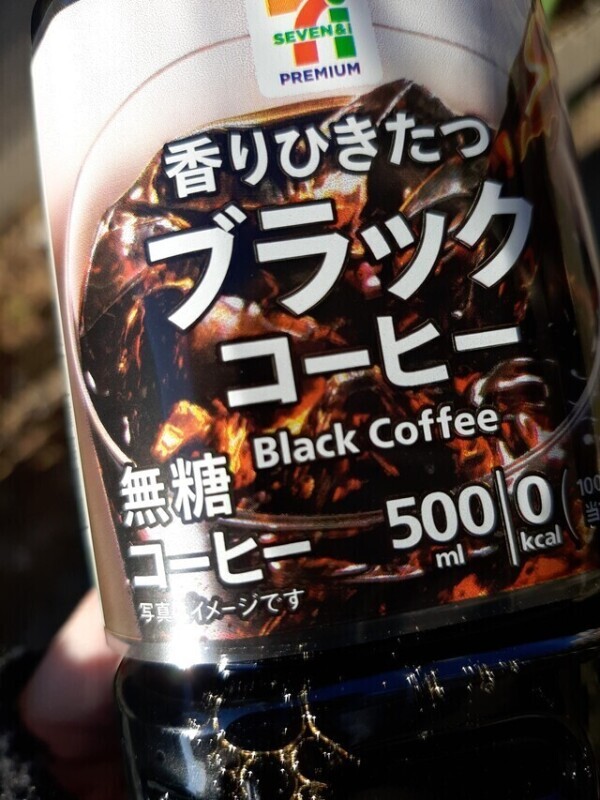 SEVEN&i
PREMIUM
香りひきたつ
ブラック
コーヒー
Black Coffee
無糖
コーヒー
500 ml 0 kcal
写真はイメージです